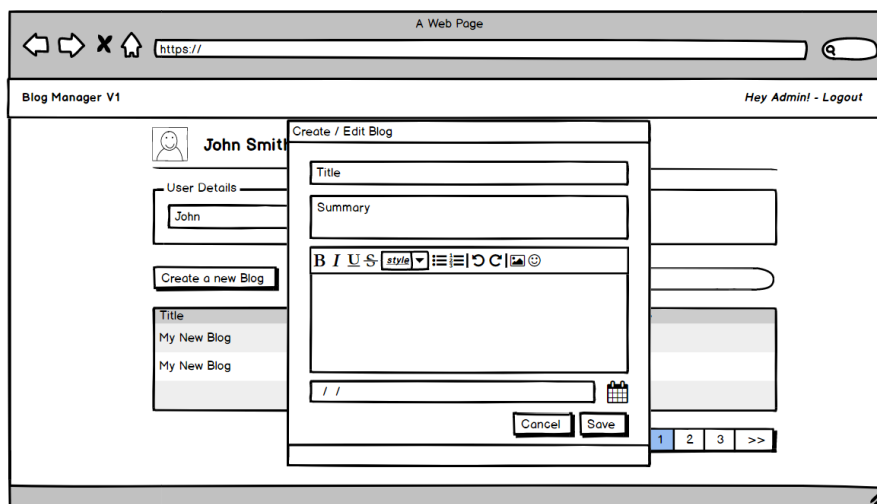 A Web Page
https://
Blog Manager V1
Hey Admin! - Logout
John Smith
Create / Edit Blog
Title
User Details
John
Summary
B I U S style
Create a new Blog
Title
My New Blog
My New Blog
/ /
Cancel
Save
1 2 3 >>